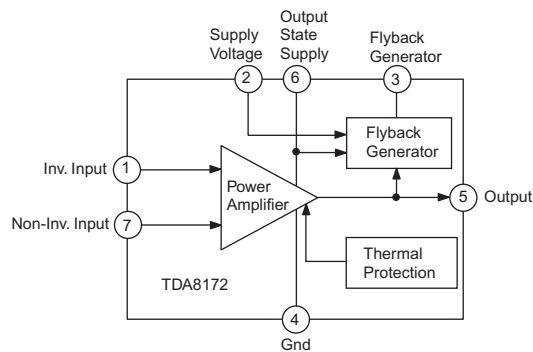 Supply
Voltage
2
Output
State
Supply
6
Flyback
Generator
3
Flyback
Generator
Inv. Input
1
Power
Amplifier
5
Output
Non-Inv. Input
7
Thermal
Protection
TDA8172
4
Gnd